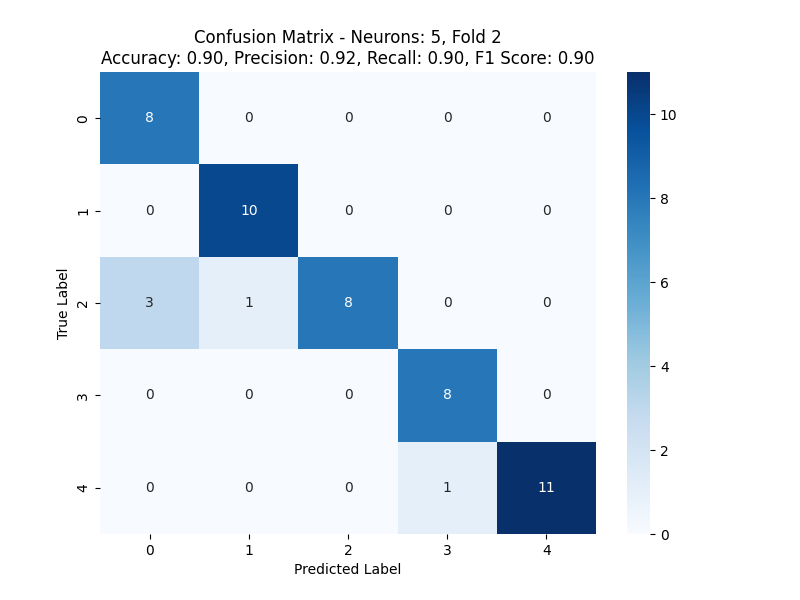 Confusion Matrix - Neurons: 5, Fold 2
Accuracy: 0.90, Precision: 0.92, Recall: 0.90, F1 Score: 0.90
True Label
0 8 0 0 0 0
1 0 10 0 0 0
2 3 1 8 0 0
3 0 0 0 8 0
4 0 0 0 1 11
0 1 2 3 4
Predicted Label
10
8
6
4
2
0